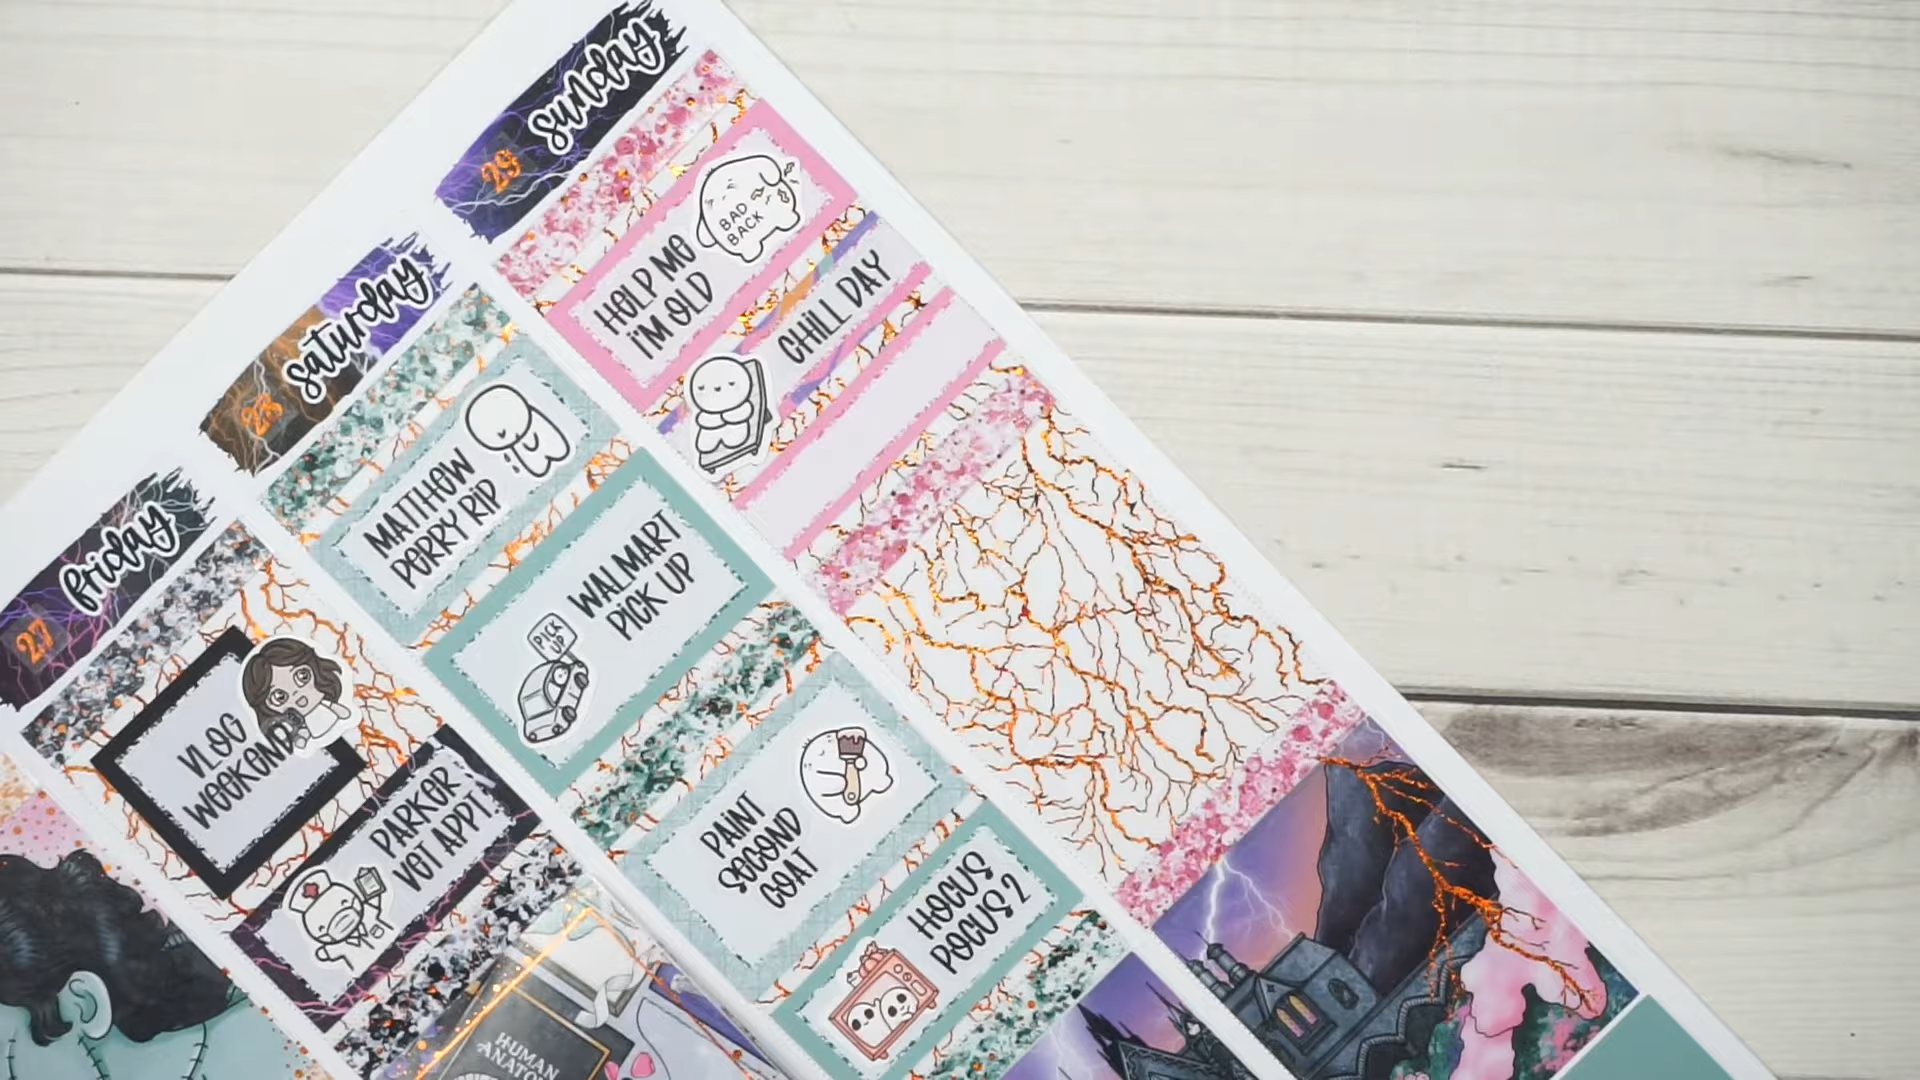 friday
27
VLOG
WEEKEND
PARKER
VET APPT
HUMAN
saturday
28
MATTHEW
PERRY RIP
WALMART
PICK UP
PICK
UP
PAINT
SECOND
COAT
HOCUS
POCUS 2
sunday
29
HELP ME
I'M OLD
BAD
BACK
CHILL DAY